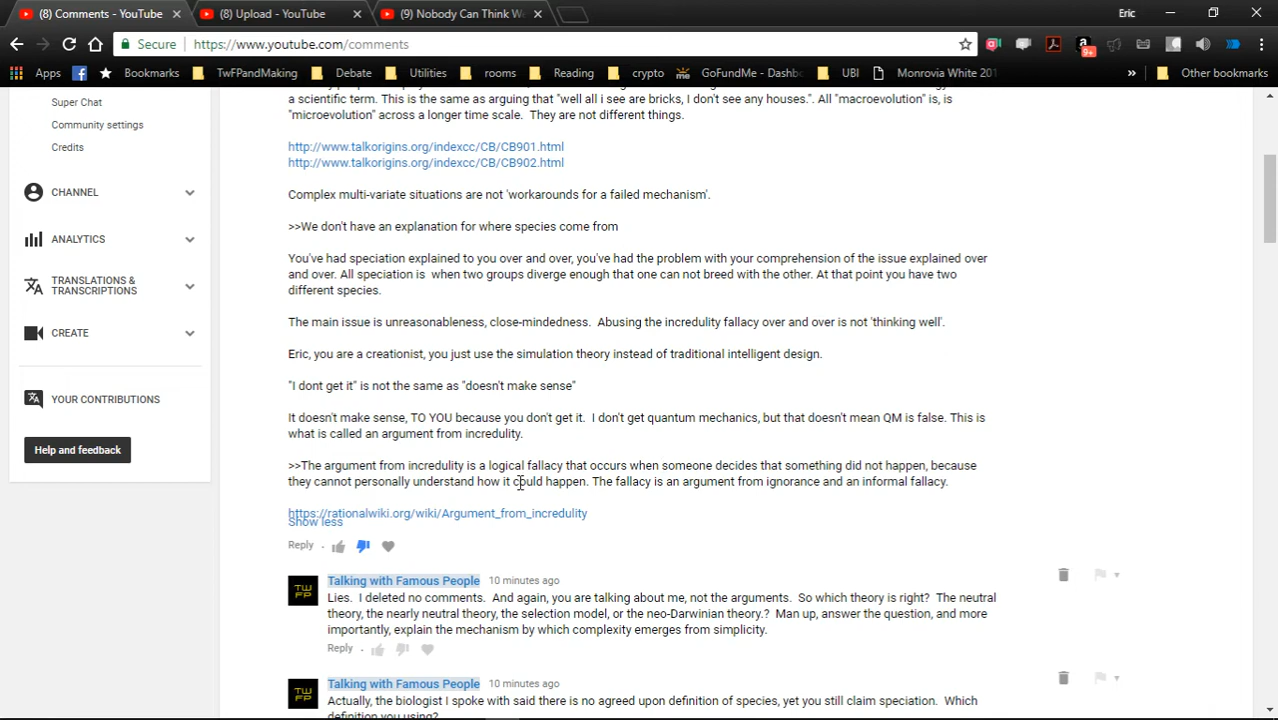 (8) Comments - YouTube
(8) Upload - YouTube
(9) Nobody Can Think We
Eric
Secure
https://www.youtube.com/comments
9+
Apps
Bookmarks
TwFPandMaking
Debate
Utilities
rooms
Reading
crypto
me
GoFundMe - Dashb
UBI
Monrovia White 201
»
Other bookmarks
Super Chat
Community settings
Credits
CHANNEL
ANALYTICS
TRANSLATIONS &
TRANSCRIPTIONS
CREATE
YOUR CONTRIBUTIONS
Help and feedback
a scientific term. This is the same as arguing that "well all i see are bricks, I don't see any houses.". All "macroevolution" is, is
"microevolution" across a longer time scale.  They are not different things.
http://www.talkorigins.org/indexcc/CB/CB901.html
http://www.talkorigins.org/indexcc/CB/CB902.html
Complex multi-variate situations are not 'workarounds for a failed mechanism'.
>>We don't have an explanation for where species come from
You've had speciation explained to you over and over, you've had the problem with your comprehension of the issue explained over
and over. All speciation is  when two groups diverge enough that one can not breed with the other. At that point you have two
different species.
The main issue is unreasonableness, close-mindedness.  Abusing the incredulity fallacy over and over is not 'thinking well'.
Eric, you are a creationist, you just use the simulation theory instead of traditional intelligent design.
"I dont get it" is not the same as "doesn't make sense"
It doesn't make sense, TO YOU because you don't get it.  I don't get quantum mechanics, but that doesn't mean QM is false. This is
what is called an argument from incredulity.
>>The argument from incredulity is a logical fallacy that occurs when someone decides that something did not happen, because
they cannot personally understand how it could happen. The fallacy is an argument from ignorance and an informal fallacy.
https://rationalwiki.org/wiki/Argument_from_incredulity
Show less
Reply
TW
FP
Talking with Famous People
10 minutes ago
Lies.  I deleted no comments.  And again, you are talking about me, not the arguments.  So which theory is right?  The neutral
theory, the nearly neutral theory, the selection model, or the neo-Darwinian theory.?  Man up, answer the question, and more
importantly, explain the mechanism by which complexity emerges from simplicity.
Reply
TW
FP
Talking with Famous People
10 minutes ago
Actually, the biologist I spoke with said there is no agreed upon definition of species, yet you still claim speciation.  Which
definition you using?